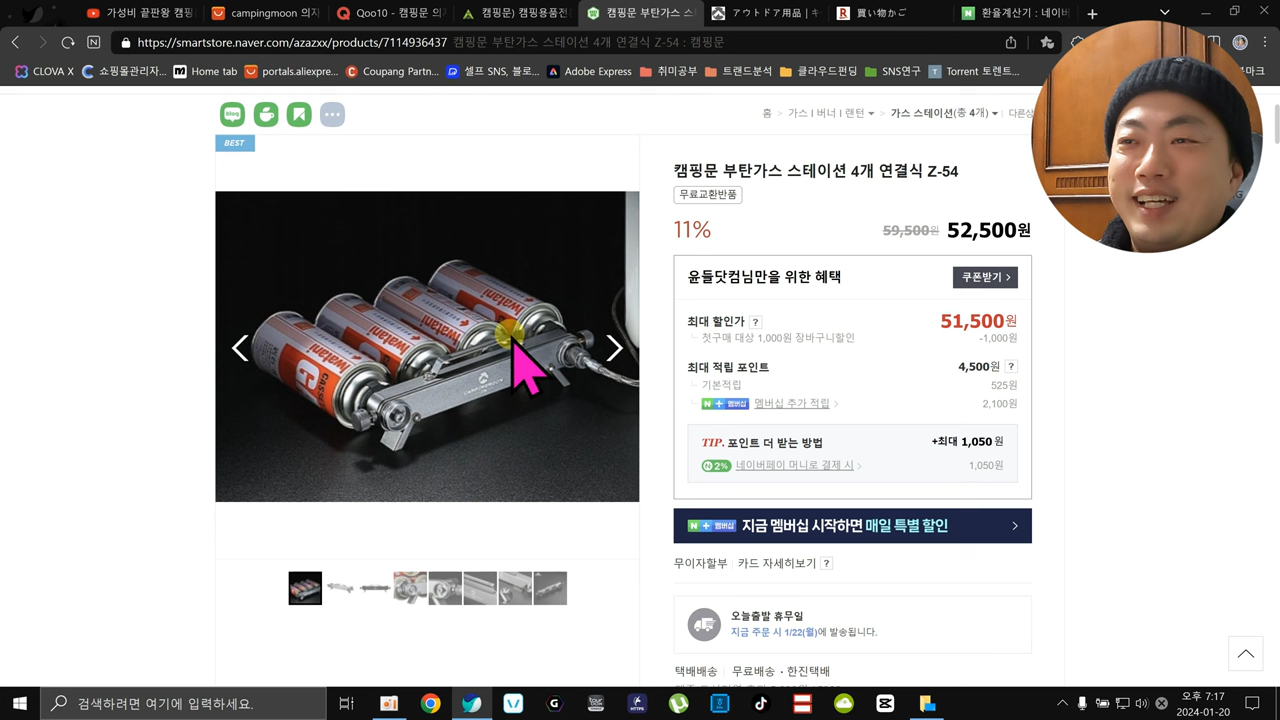 가성비 끝판왕 캠핑
campingmoon 의자
Qoo10 - 캠핑문 의
캠핑문) 캠핑용품전
캠핑문 부탄가스 스
アウトドア用品 | キ
買い物かご
환율계산기 : 네이버
https://smartstore.naver.com/azazxx/products/7114936437 캠핑문 부탄가스 스테이션 4개 연결식 Z-54 : 캠핑문
CLOVA X
쇼핑몰관리자...
Home tab
portals.aliexpre...
Coupang Partn...
셀프 SNS, 블로...
Adobe Express
취미공부
트랜드분석
클라우드펀딩
SNS연구
Torrent 토렌트...
북마크
blog
홈 > 가스 l 버너 l 랜턴 > 가스 스테이션(총 4개) 다른상
BEST
캠핑문 부탄가스 스테이션 4개 연결식 Z-54
무료교환반품
11% 59,500원 52,500원
윤들닷컴님만을 위한 혜택 쿠폰받기 >
최대 할인가 ? 51,500원
첫구매 대상 1,000원 장바구니할인 -1,000원
최대 적립 포인트 4,500원 ?
기본적립 525원
N + 멤버십 멤버십 추가 적립 > 2,100원
TIP. 포인트 더 받는 방법 +최대 1,050 원
2% 네이버페이 머니로 결제 시 > 1,050원
N + 멤버십 지금 멤버십 시작하면 매일 특별 할인
무이자할부 카드 자세히보기 ?
오늘출발 휴무일
지금 주문 시 1/22(월)에 발송됩니다.
택배배송 무료배송 · 한진택배
iwatani
iwatani
iwatani
CAMPINGMOON
검색하려면 여기에 입력하세요.
오후 7:17
2024-01-20